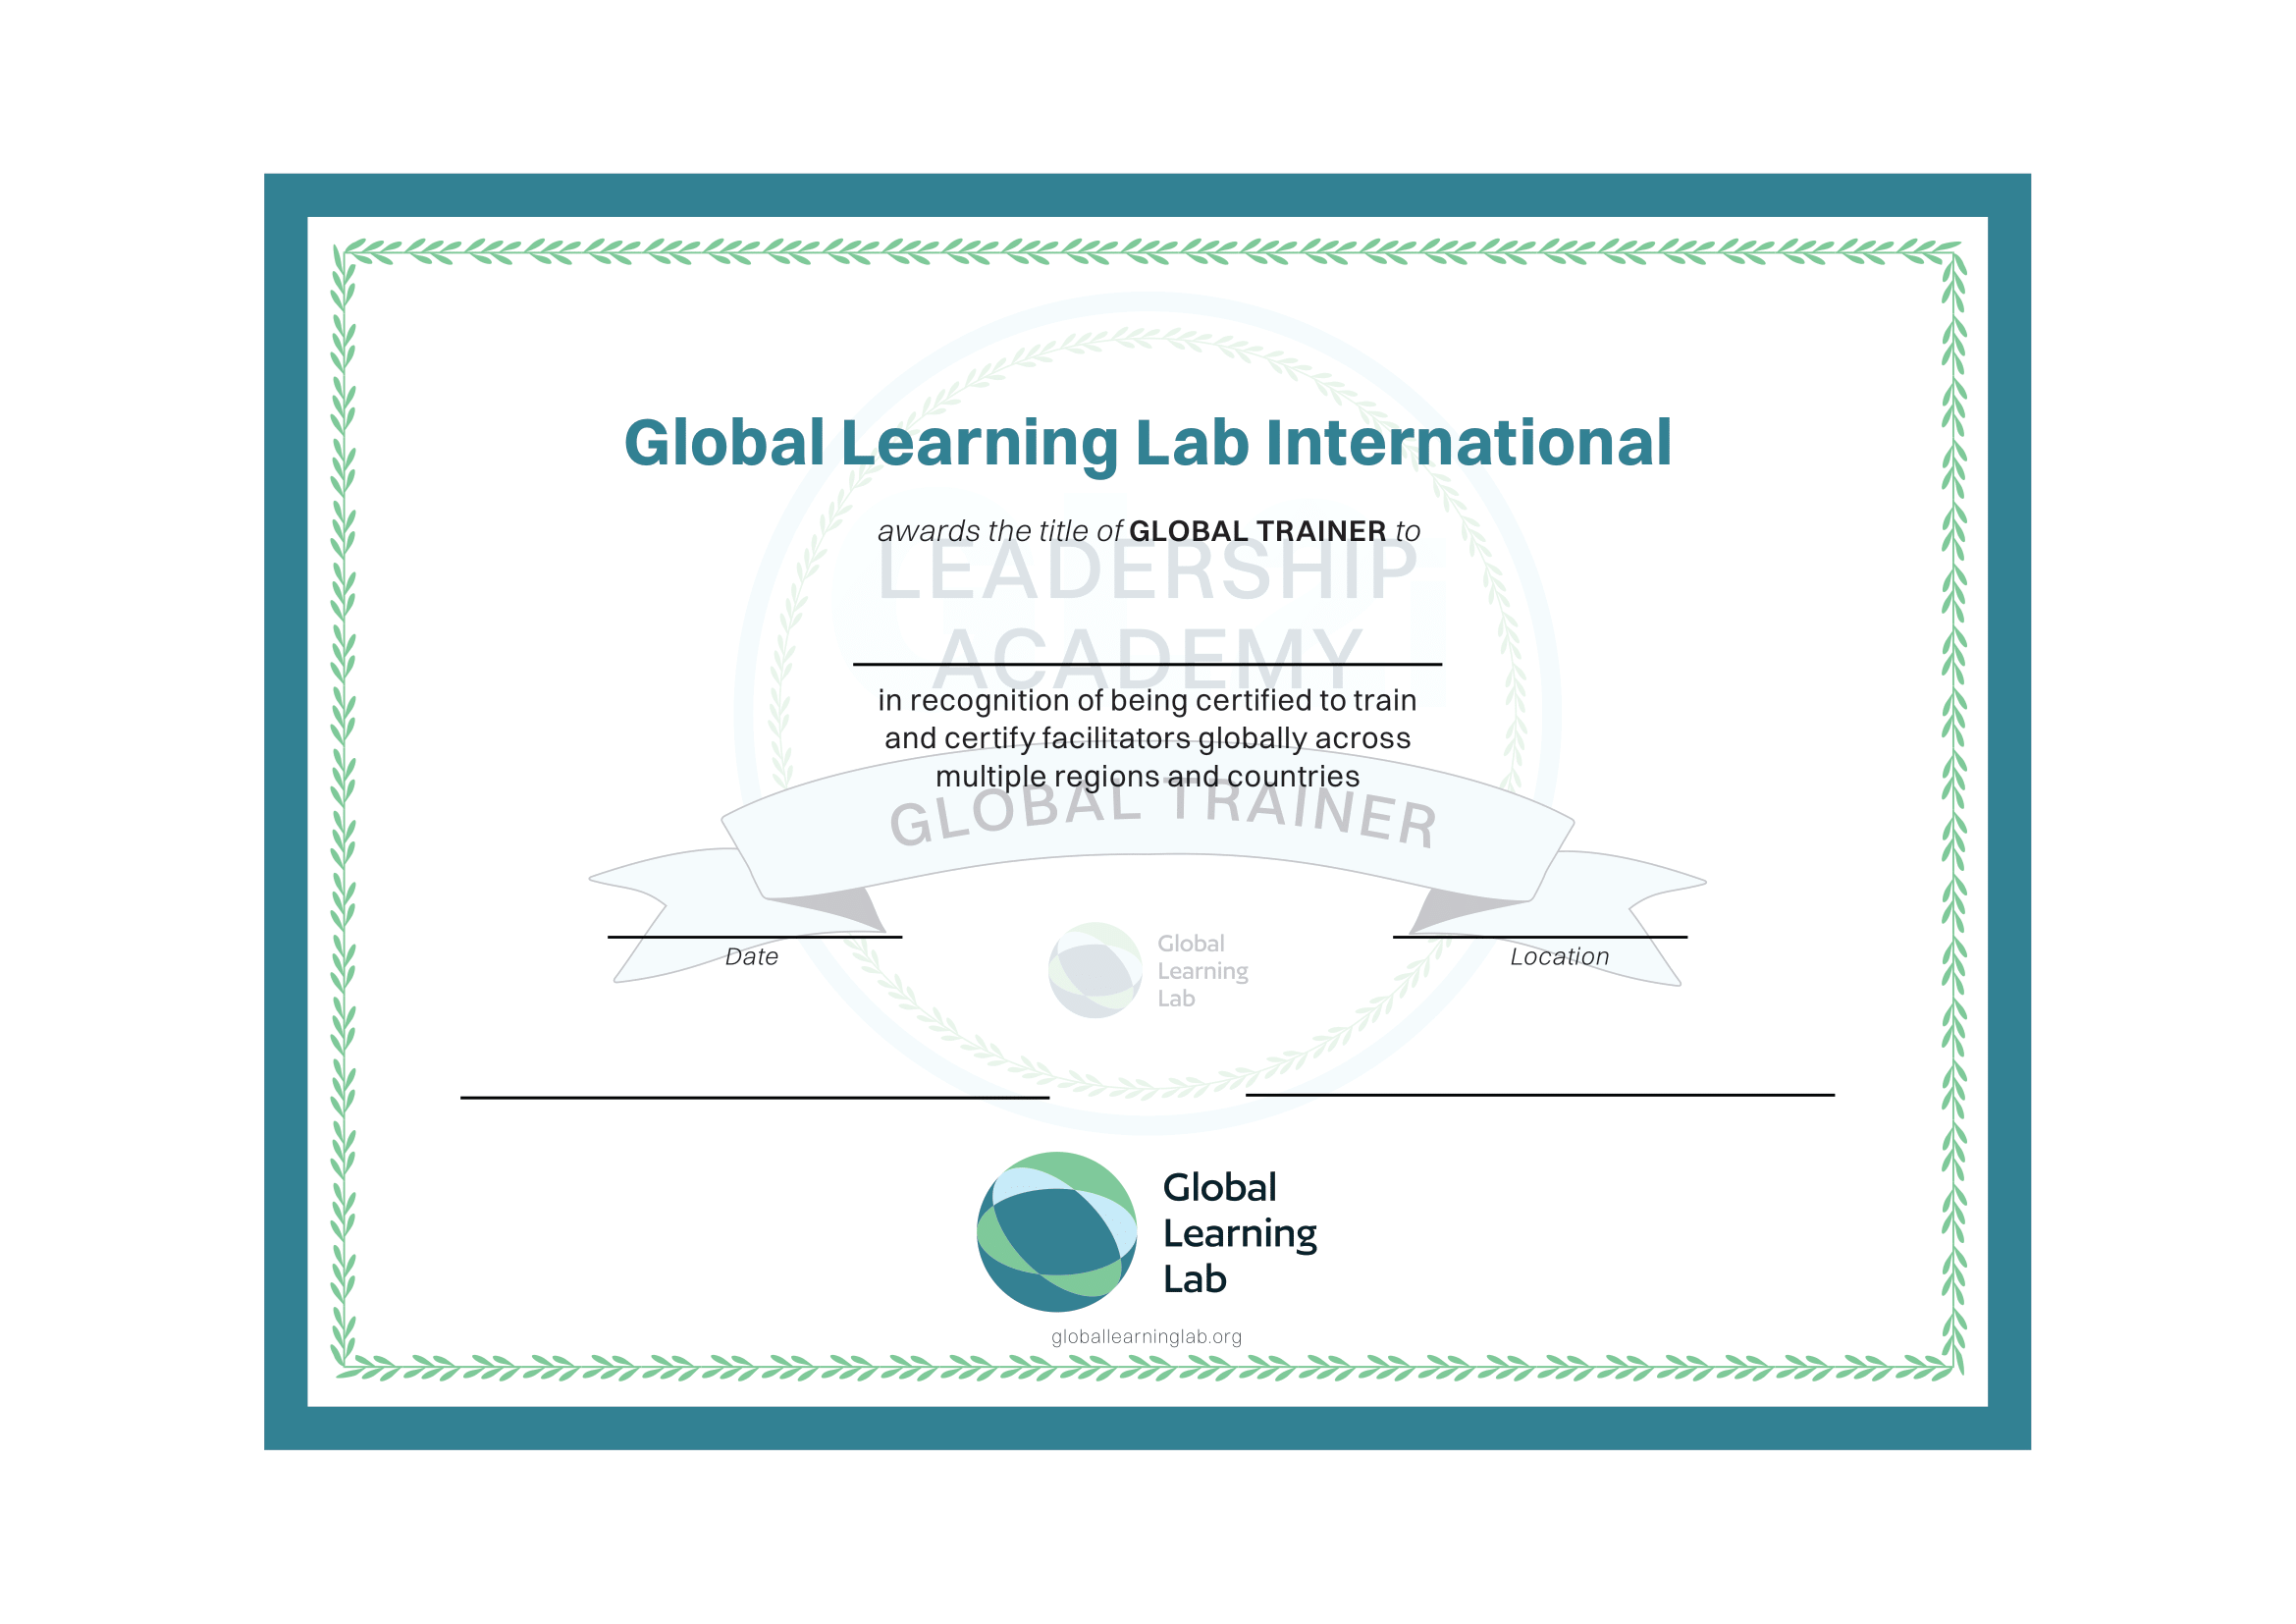 Global Learning Lab International
awards the title of GLOBAL TRAINER to
LEADERSHIP
ACADEMY
in recognition of being certified to train
and certify facilitators globally across
multiple regions and countries
GLOBAL TRAINER
Date
Location
Global
Learning
Lab
Global
Learning
Lab
globallearninglab.org